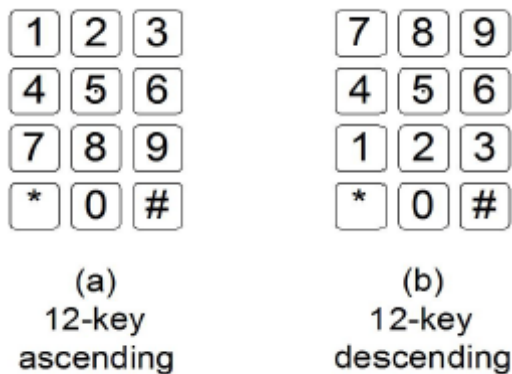 1 2 3
4 5 6
7 8 9
* 0 #
(a)
12-key
ascending
7 8 9
4 5 6
1 2 3
* 0 #
(b)
12-key
descending